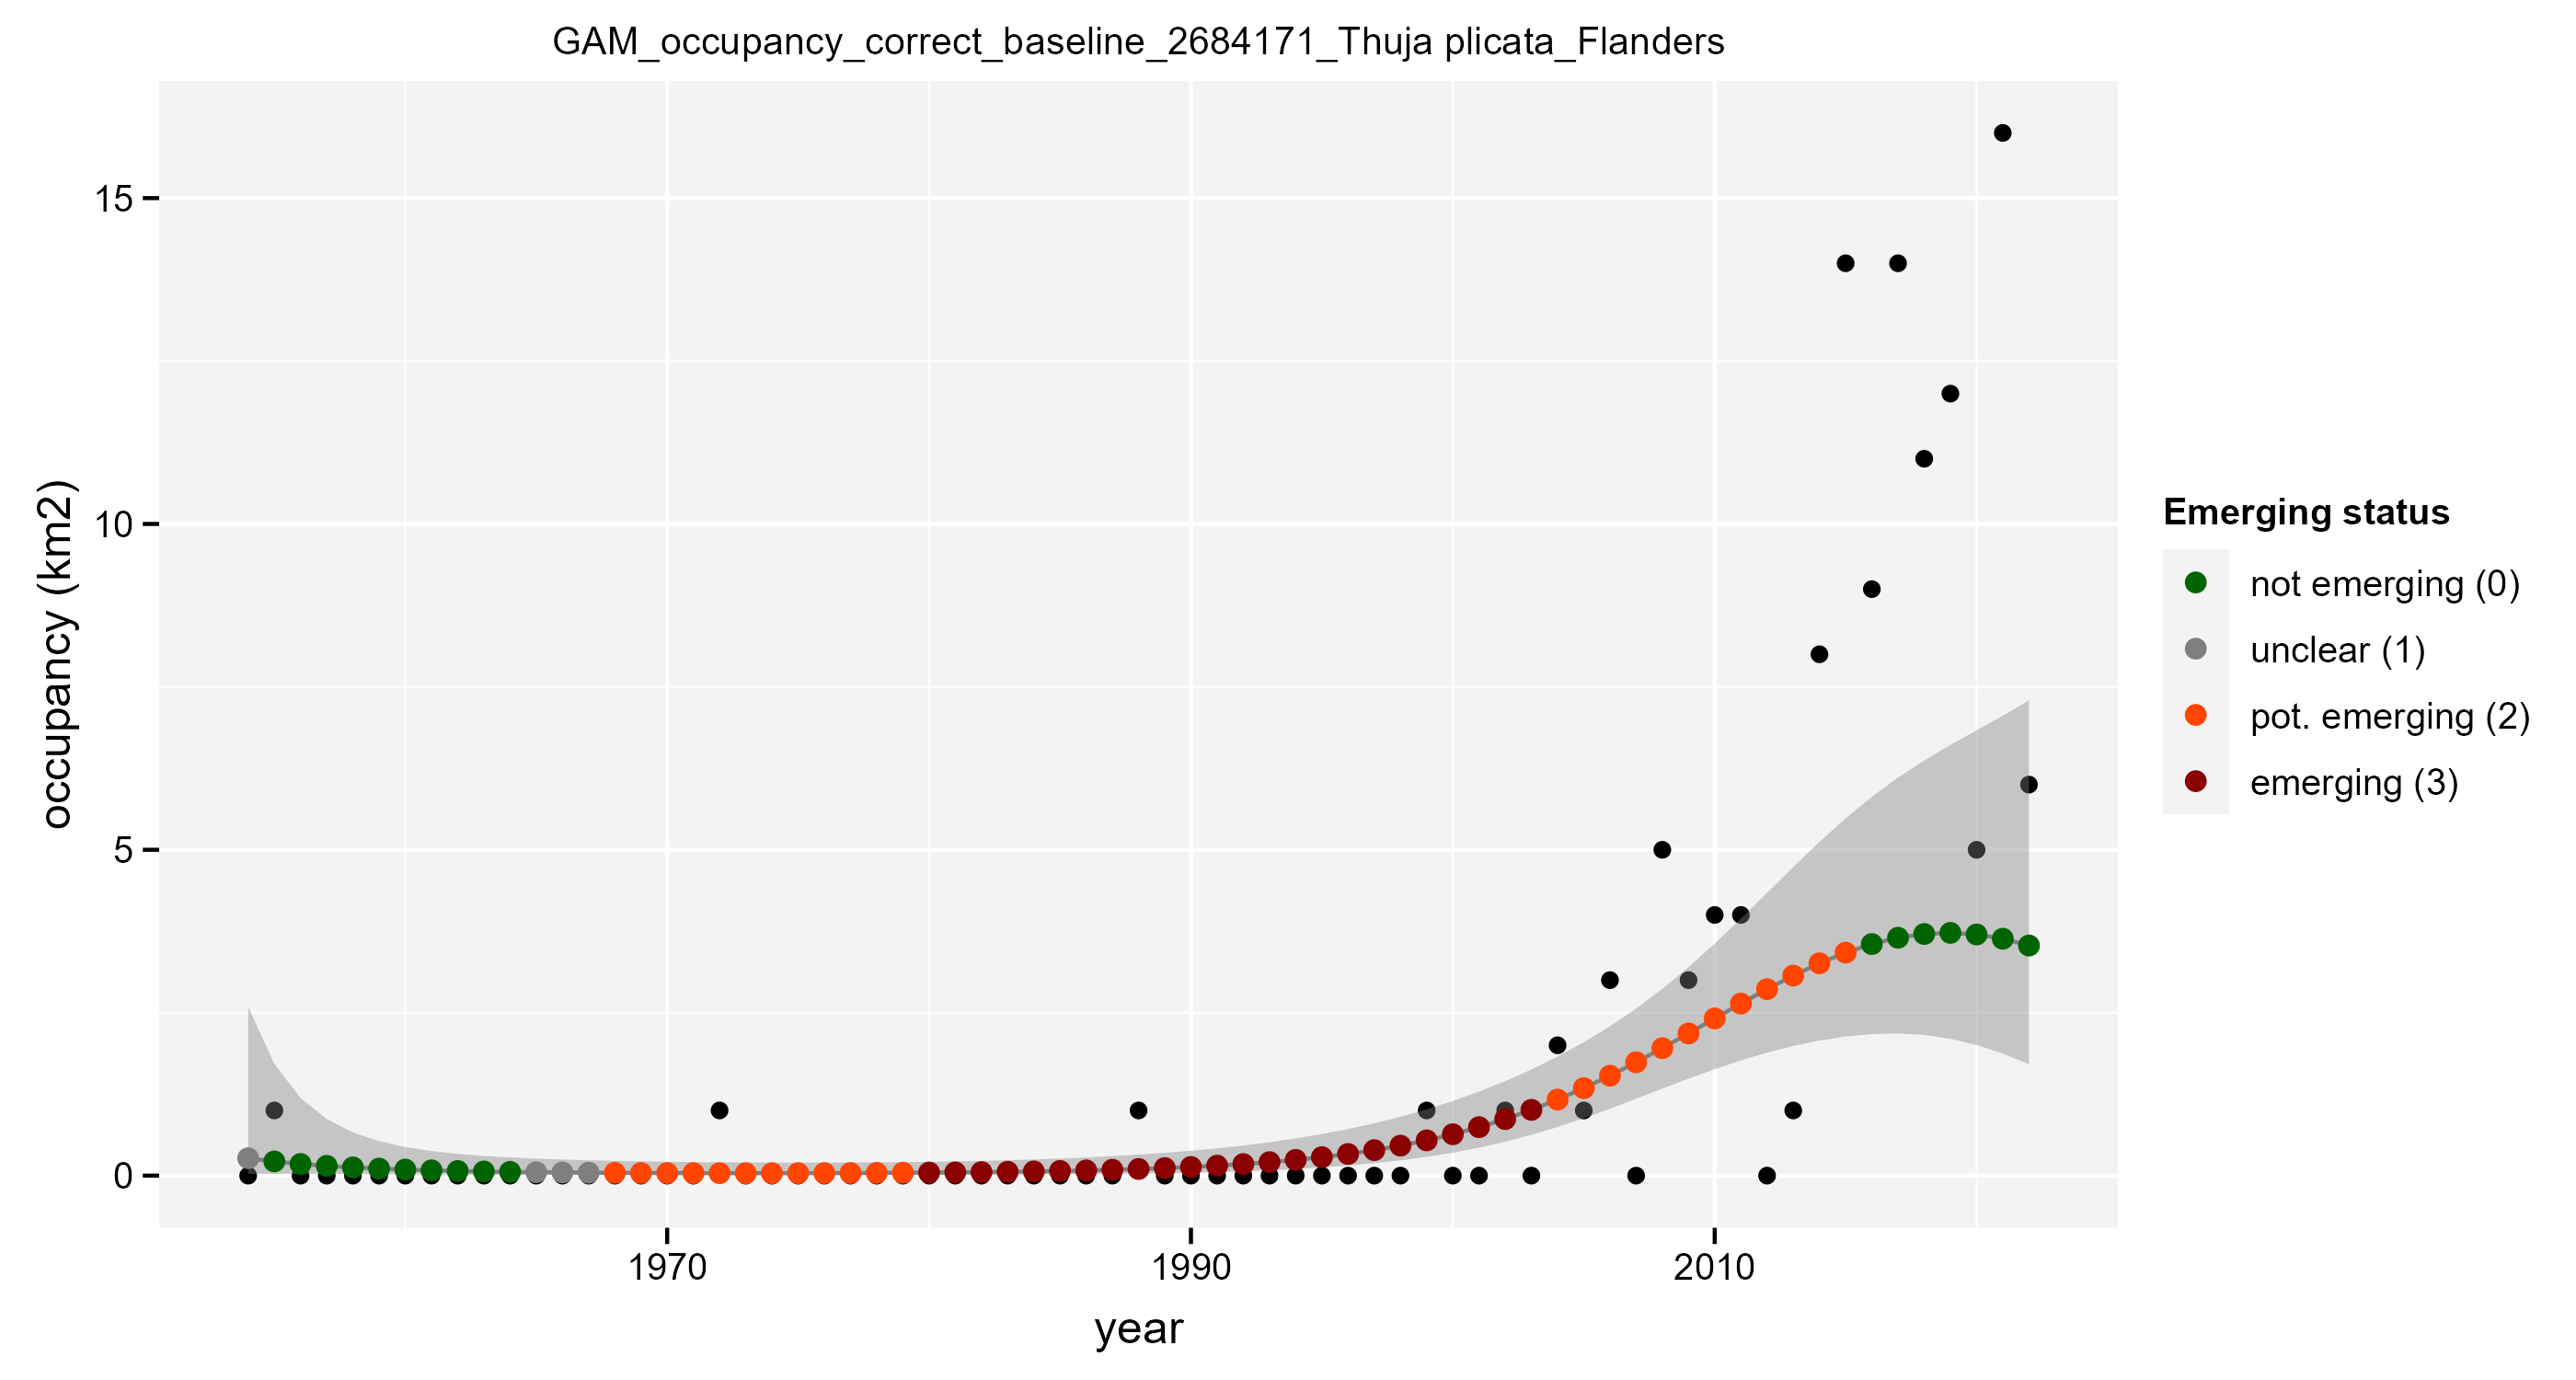 GAM_occupancy_correct_baseline_2684171_Thuja plicata_Flanders
occupancy (km2)
15
10
5
0
1970
1990
2010
year
Emerging status
not emerging (0)
unclear (1)
pot. emerging (2)
emerging (3)